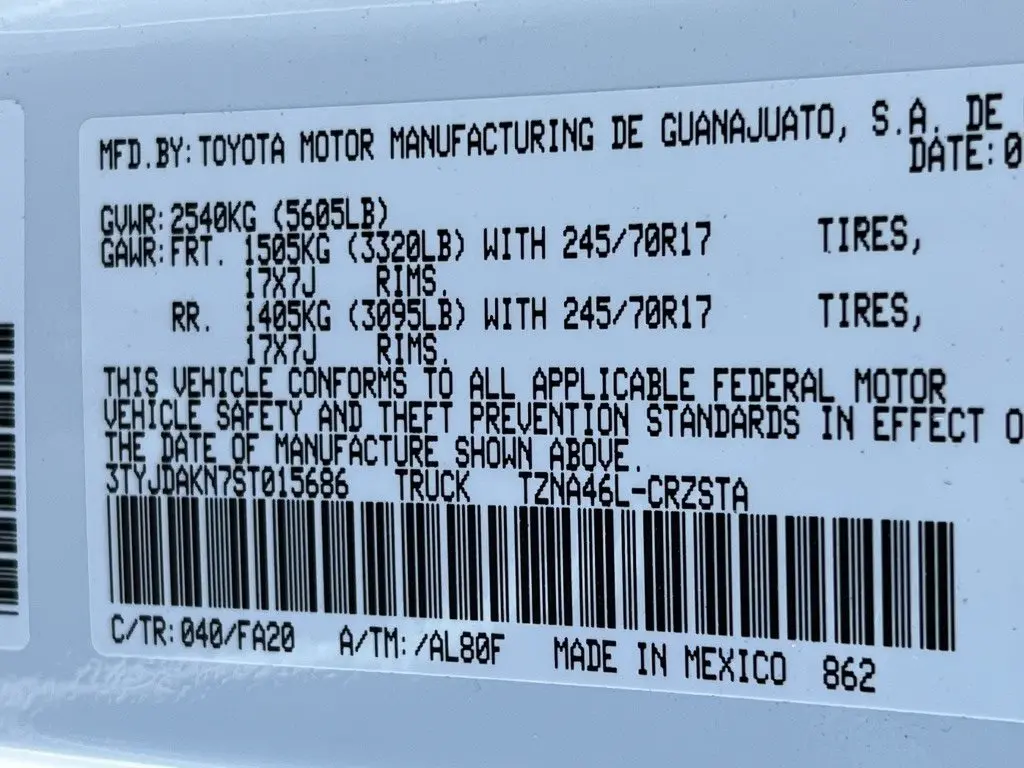 MFD.BY:TOYOTA MOTOR MANUFACTURING DE GUANAJUATO, S.A. DE
DATE:0
GVWR:2540KG (5605LB)
GAWR:FRT. 1505KG (3320LB) WITH 245/70R17 TIRES,
17X7J RIMS.
RR. 1405KG (3095LB) WITH 245/70R17 TIRES,
17X7J RIMS.
THIS VEHICLE CONFORMS TO ALL APPLICABLE FEDERAL MOTOR
VEHICLE SAFETY AND THEFT PREVENTION STANDARDS IN EFFECT O
THE DATE OF MANUFACTURE SHOWN ABOVE.
3TYJDAKN7ST015686 TRUCK TZNA46L-CRZSTA
C/TR:040/FA20 A/TM:/AL80F MADE IN MEXICO 862